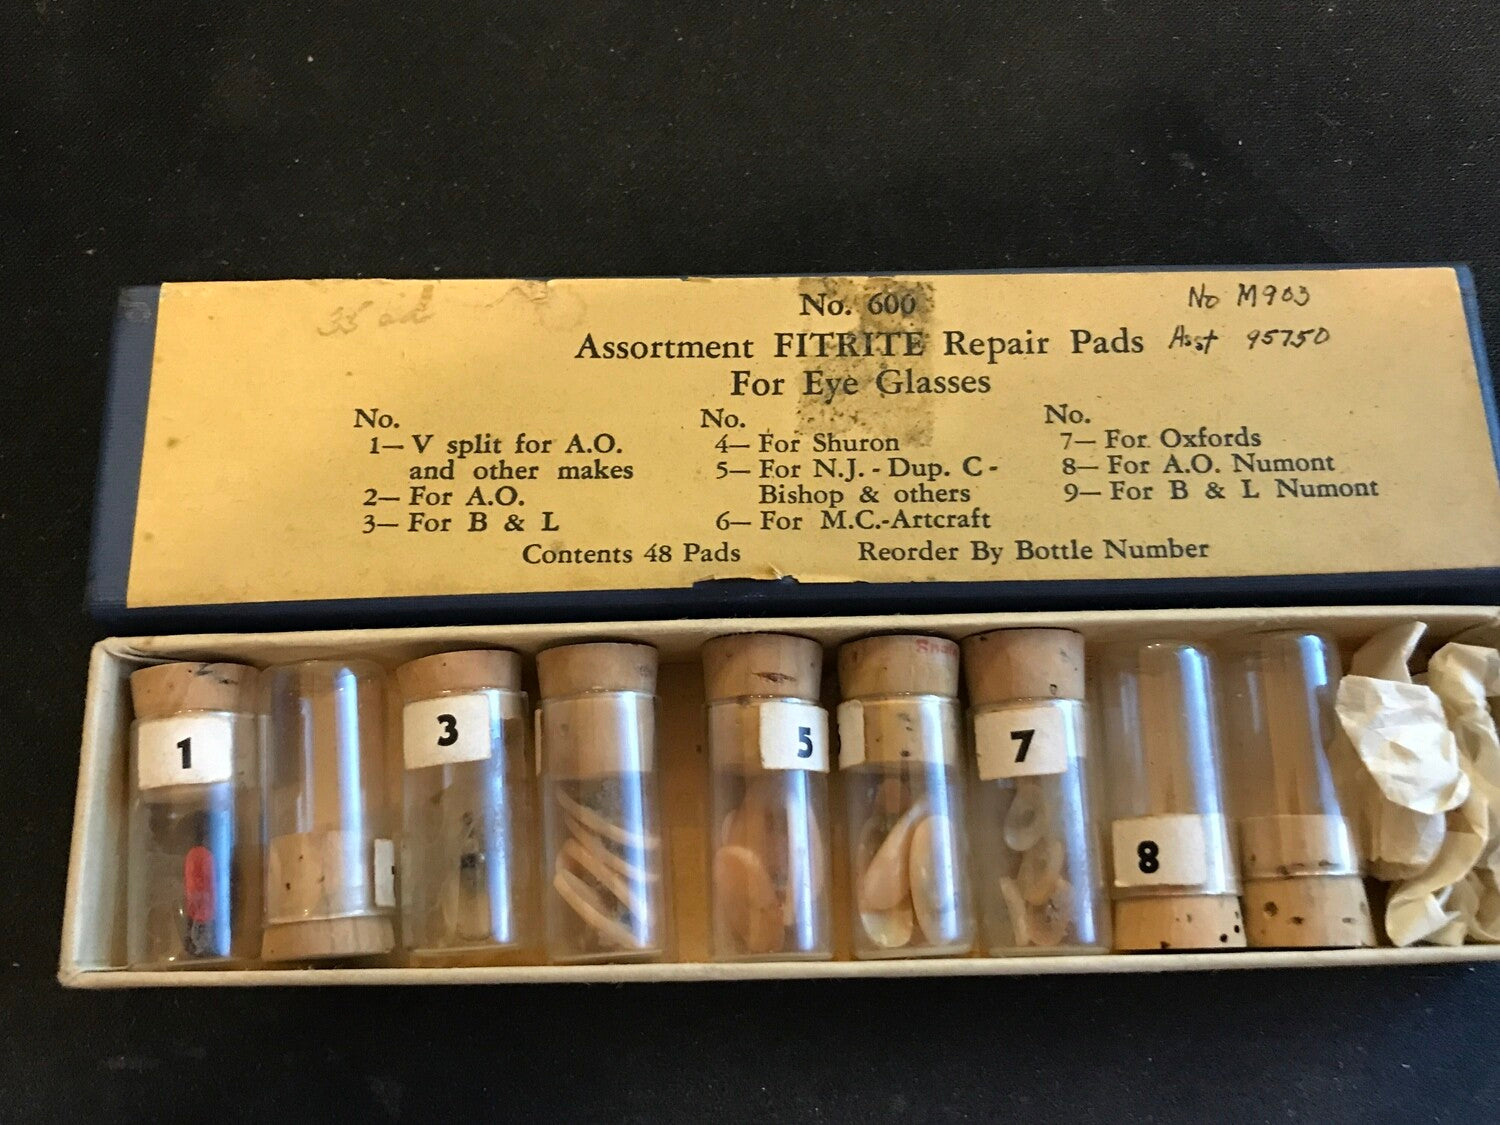 No. 600
No M903
Assortment FITRITE Repair Pads
Asst 95750
For Eye Glasses
No.
1— V split for A.O.
and other makes
2— For A.O.
3— For B & L
No.
4— For Shuron
5— For N.J. - Dup. C -
Bishop & others
6— For M.C.-Artcraft
No.
7— For Oxfords
8— For A.O. Numont
9— For B & L Numont
Contents 48 Pads
Reorder By Bottle Number
1
3
5
7
8